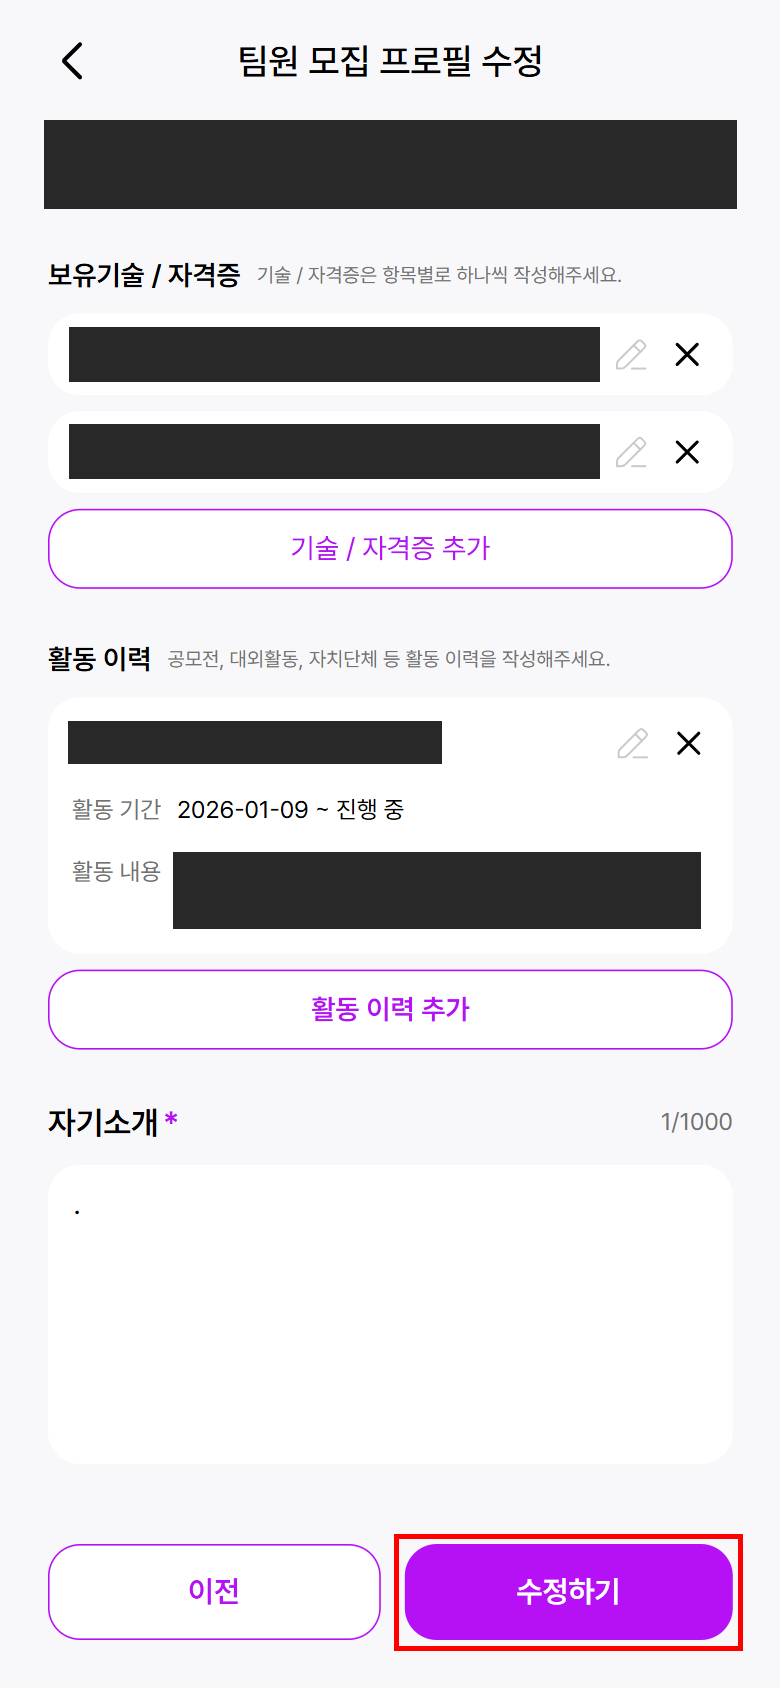 팀원 모집 프로필 수정
보유기술 / 자격증 기술 / 자격증은 항목별로 하나씩 작성해주세요.
기술 / 자격증 추가
활동 이력 공모전, 대외활동, 자치단체 등 활동 이력을 작성해주세요.
활동 기간 2026-01-09 ~ 진행 중
활동 내용
활동 이력 추가
자기소개 * 1/1000
.
이전 수정하기